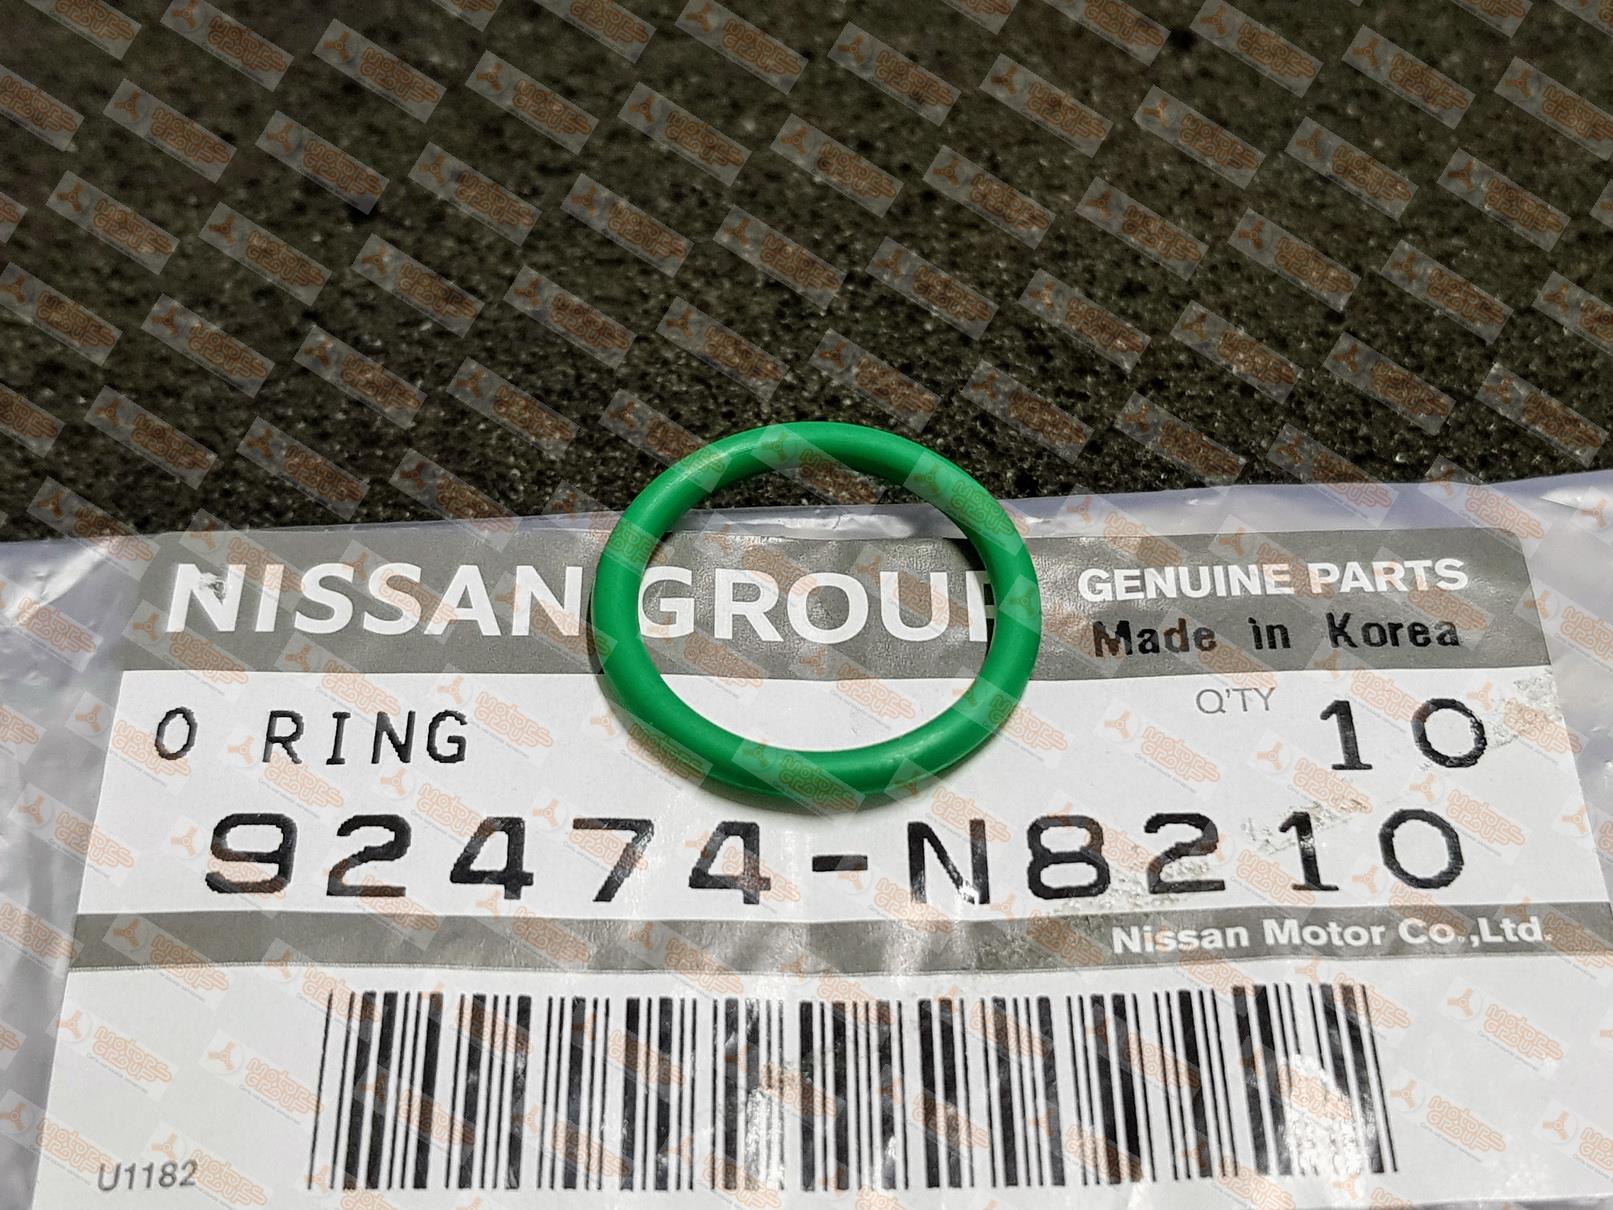 NISSAN GROUP
GENUINE PARTS
Made in Korea
O RING
Q'TY 10
92474-N8210
Nissan Motor Co.,Ltd.
U1182